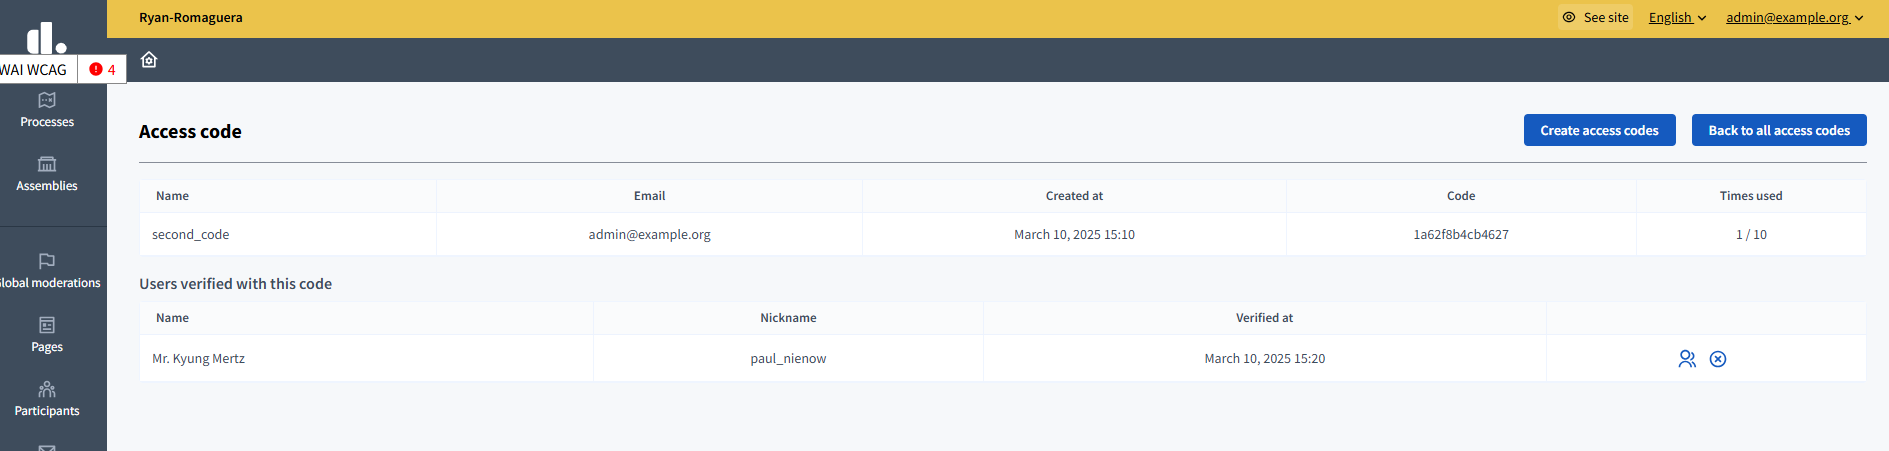 Ryan-Romaguera
See site
English
admin@example.org
WAI WCAG
4
Processes
Assemblies
Global moderations
Pages
Participants
Access code
Create access codes
Back to all access codes
Name Email Created at Code Times used
second_code admin@example.org March 10, 2025 15:10 1a62f8b4cb4627 1 / 10
Users verified with this code
Name Nickname Verified at
Mr. Kyung Mertz paul_nienow March 10, 2025 15:20